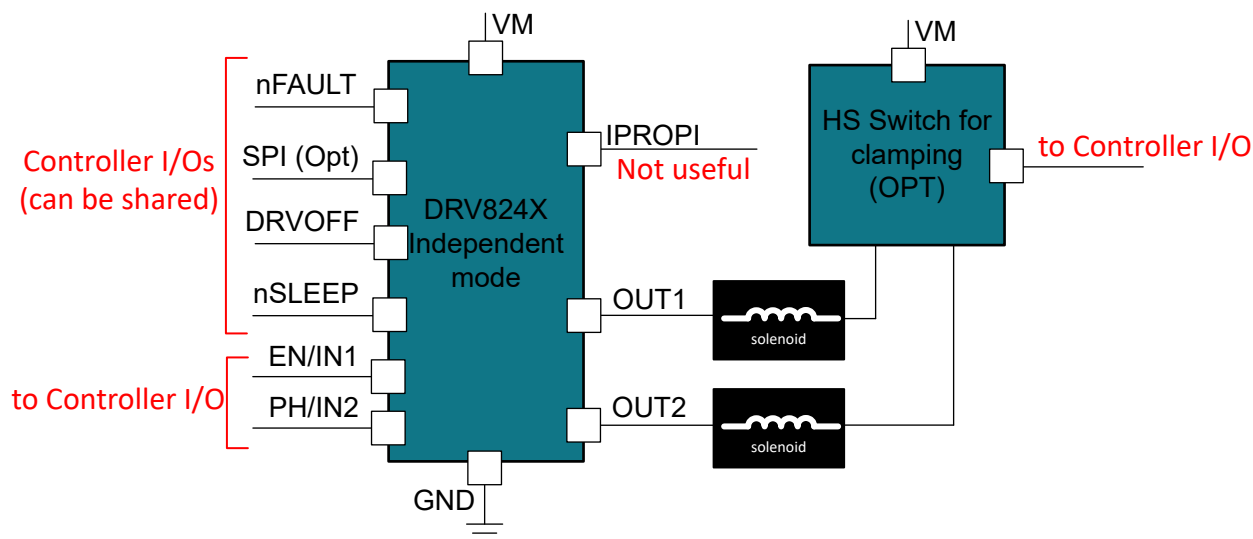 VM
nFAULT
SPI (Opt)
DRVOFF
nSLEEP
EN/IN1
PH/IN2
Controller I/Os
(can be shared)
to Controller I/O
DRV824X
Independent
mode
GND
IPROPI
Not useful
OUT1
OUT2
solenoid
solenoid
VM
HS Switch for
clamping
(OPT)
to Controller I/O